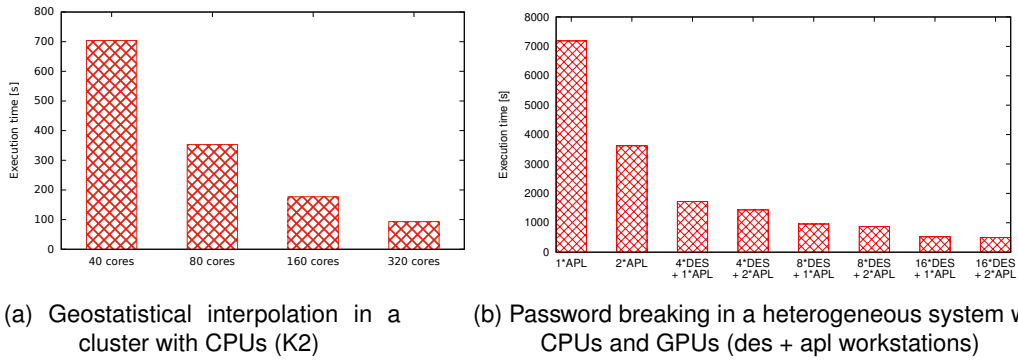 800
700
600
500
400
300
200
100
0
Execution time [s]
40 cores 80 cores 160 cores 320 cores
(a) Geostatistical interpolation in a
cluster with CPUs (K2)
8000
7000
6000
5000
4000
3000
2000
1000
0
Execution time [s]
1*APL 2*APL 4*DES 4*DES 8*DES 8*DES 16*DES 16*DES
+ 1*APL + 2*APL + 1*APL + 2*APL + 1*APL + 2*APL
(b) Password breaking in a heterogeneous system w
CPUs and GPUs (des + apl workstations)